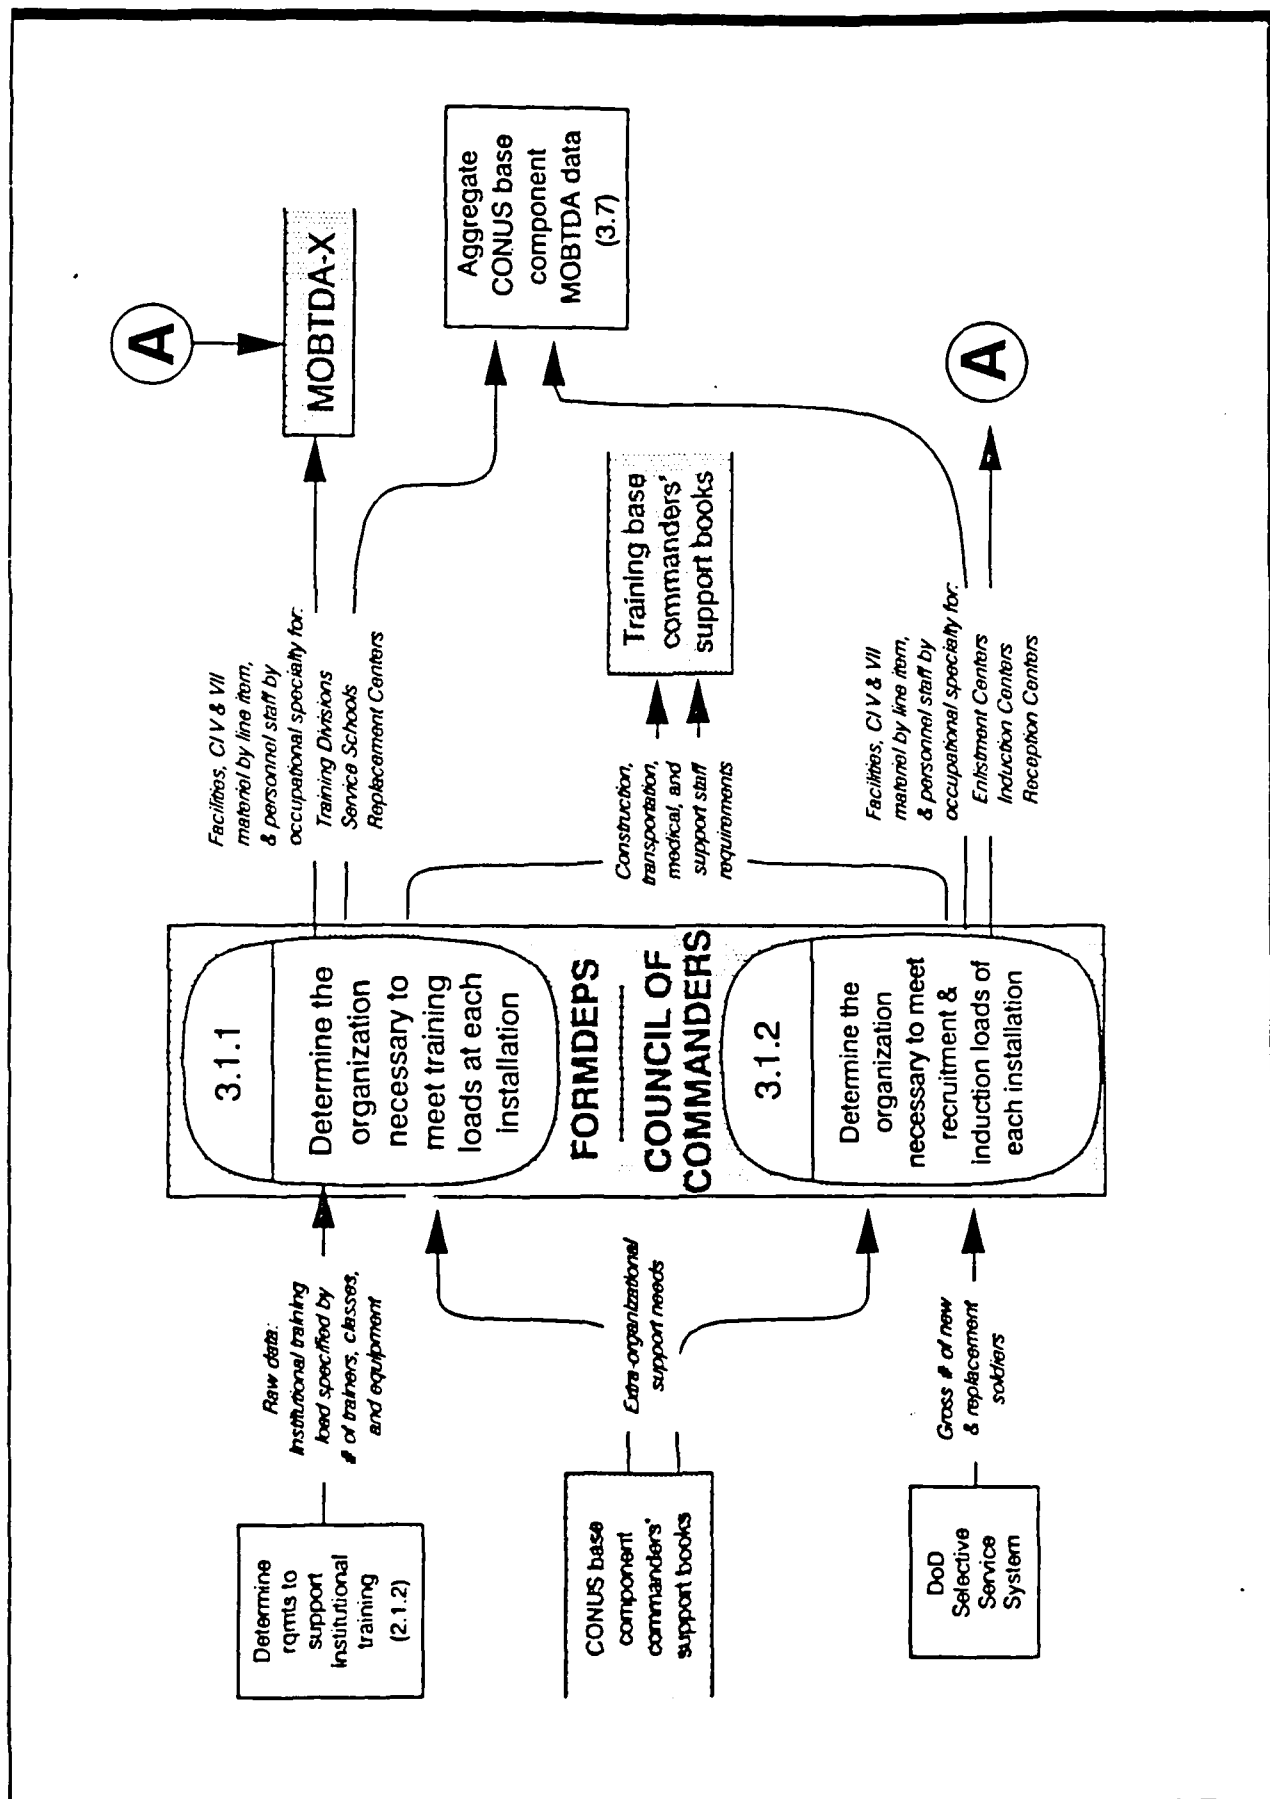 Determine
rqmts to
support
institutional
training
(2.1.2)
Raw data:
Institutional training
load specified by
# of trainers, classes,
and equipment
CONUS base
component
commanders'
support books
Extra-organizational
support needs
DoD
Selective
Service
System
Gross # of new
& replacement
soldiers
3.1.1
Determine the
organization
necessary to
meet training
loads at each
installation
FORMDEPS
COUNCIL OF
COMMANDERS
3.1.2
Determine the
organization
necessary to meet
recruitment &
induction loads of
each installation
Facilities, Cl V & VII
materiel by line item,
& personnel staff by
occupational specialty for:
Training Divisions
Service Schools
Replacement Centers
Construction,
transportation,
medical, and
support staff
requirements
Facilities, Cl V & VII
materiel by line item,
& personnel staff by
occupational specialty for:
Enlistment Centers
Induction Centers
Reception Centers
A
MOBTDA-X
Aggregate
CONUS base
component
MOBTDA data
(3.7)
Training base
commanders'
support books
A